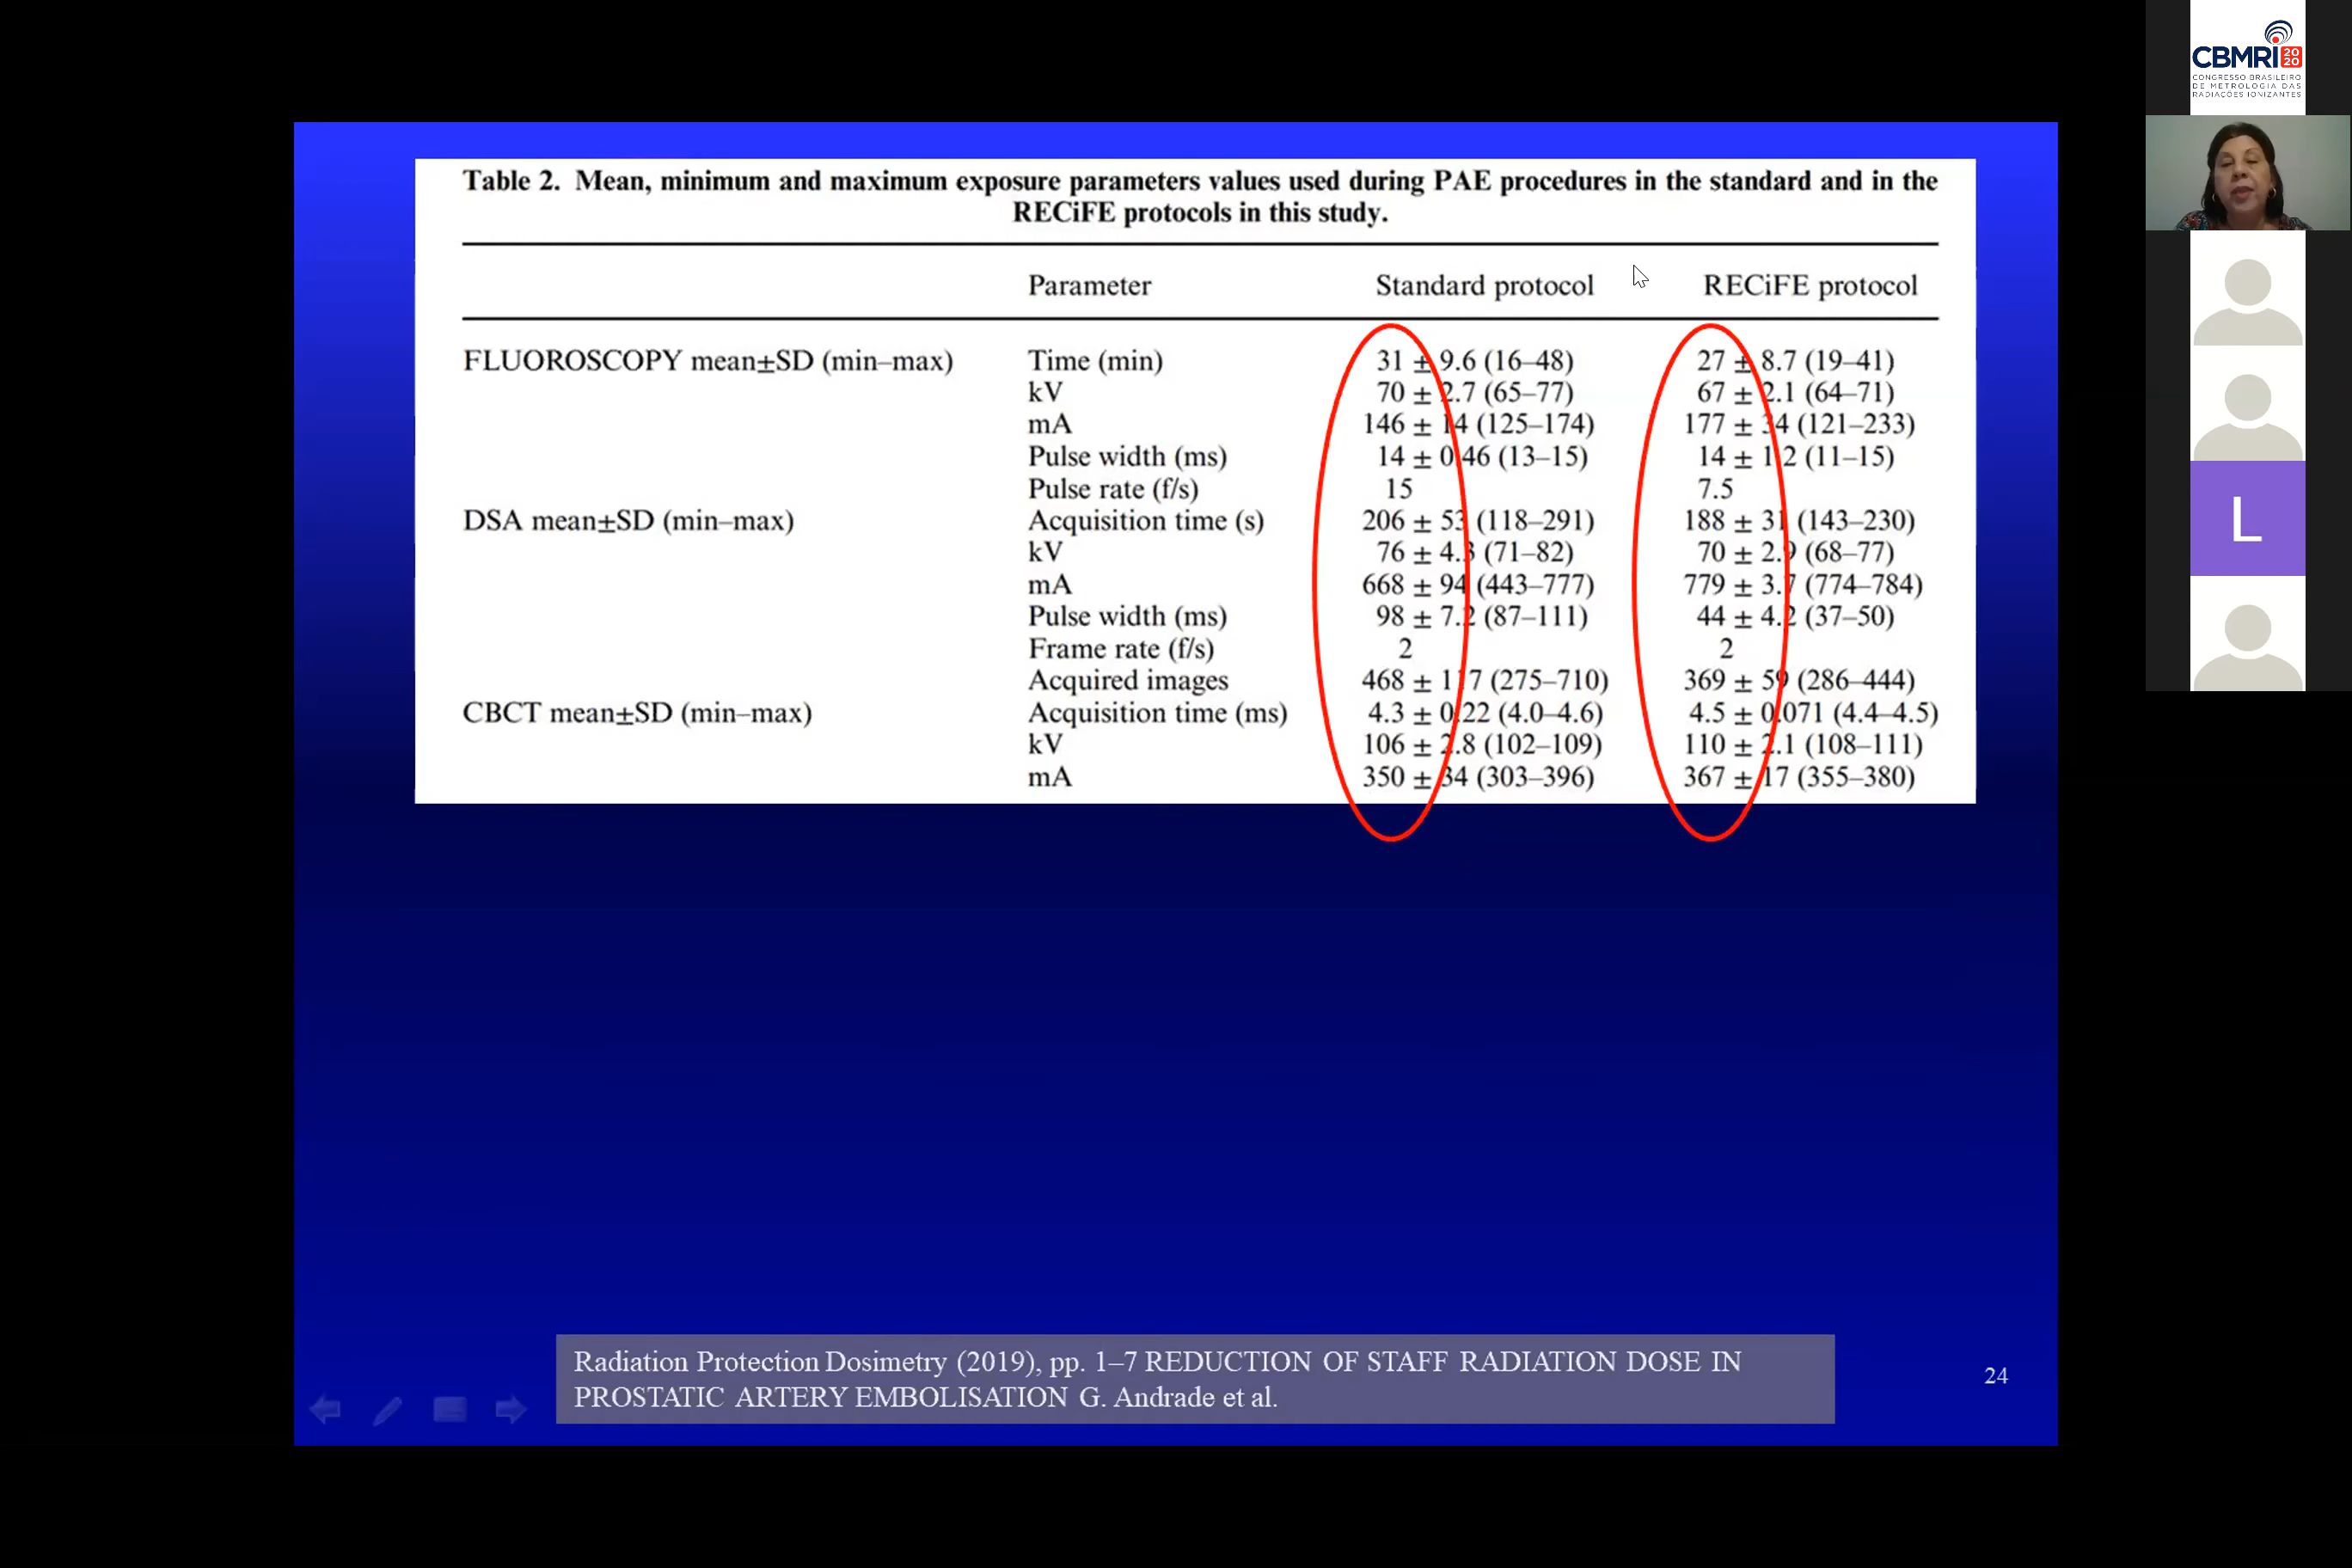 Table 2. Mean, minimum and maximum exposure parameters values used during PAE procedures in the standard and in the
RECiFE protocols in this study.
Parameter Standard protocol RECiFE protocol
FLUOROSCOPY mean±SD (min–max) Time (min) 31 ± 9.6 (16–48) 27 ± 8.7 (19–41)
kV 70 ± 2.7 (65–77) 67 ± 2.1 (64–71)
mA 146 ± 14 (125–174) 177 ± 34 (121–233)
Pulse width (ms) 14 ± 0.46 (13–15) 14 ± 1.2 (11–15)
Pulse rate (f/s) 15 7.5
DSA mean±SD (min–max) Acquisition time (s) 206 ± 53 (118–291) 188 ± 31 (143–230)
kV 76 ± 4.3 (71–82) 70 ± 2.9 (68–77)
mA 668 ± 94 (443–777) 779 ± 3.7 (774–784)
Pulse width (ms) 98 ± 7.2 (87–111) 44 ± 4.2 (37–50)
Frame rate (f/s) 2 2
Acquired images 468 ± 117 (275–710) 369 ± 59 (286–444)
CBCT mean±SD (min–max) Acquisition time (ms) 4.3 ± 0.22 (4.0–4.6) 4.5 ± 0.071 (4.4–4.5)
kV 106 ± 2.8 (102–109) 110 ± 2.1 (108–111)
mA 350 ± 34 (303–396) 367 ± 17 (355–380)
Radiation Protection Dosimetry (2019), pp. 1–7 REDUCTION OF STAFF RADIATION DOSE IN
PROSTATIC ARTERY EMBOLISATION G. Andrade et al.
24
CBMRI 20
20
CONGRESSO BRASILEIRO
DE METROLOGIA DAS
RADIAÇÕES IONIZANTES
L